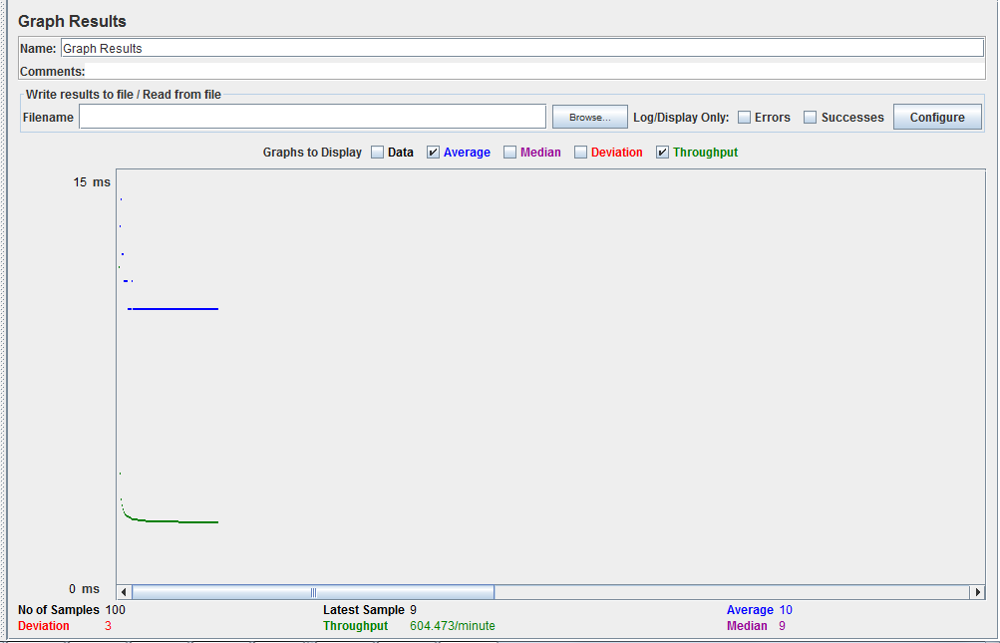 Graph Results
Name: Graph Results
Comments:
Write results to file / Read from file
Filename Browse... Log/Display Only: Errors Successes Configure
Graphs to Display Data Average Median Deviation Throughput
15 ms
0 ms
No of Samples 100 Latest Sample 9 Average 10
Deviation 3 Throughput 604.473/minute Median 9